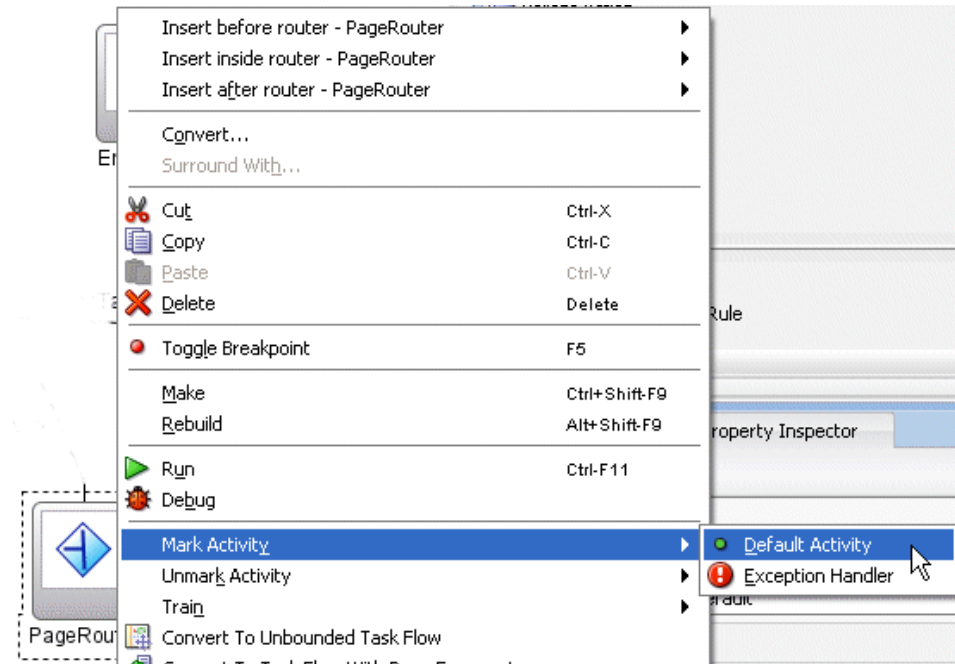 Insert before router - PageRouter
Insert inside router - PageRouter
Insert after router - PageRouter
Convert...
Er
Surround With...
Cut Ctrl-X
Copy Ctrl-C
Paste Ctrl-V
Delete Delete
Rule
Toggle Breakpoint F5
Make Ctrl+Shift-F9
Rebuild Alt+Shift-F9
roperty Inspector
Run Ctrl-F11
Debug
Mark Activity Default Activity
Unmark Activity Exception Handler
Train
PageRout Convert To Unbounded Task Flow